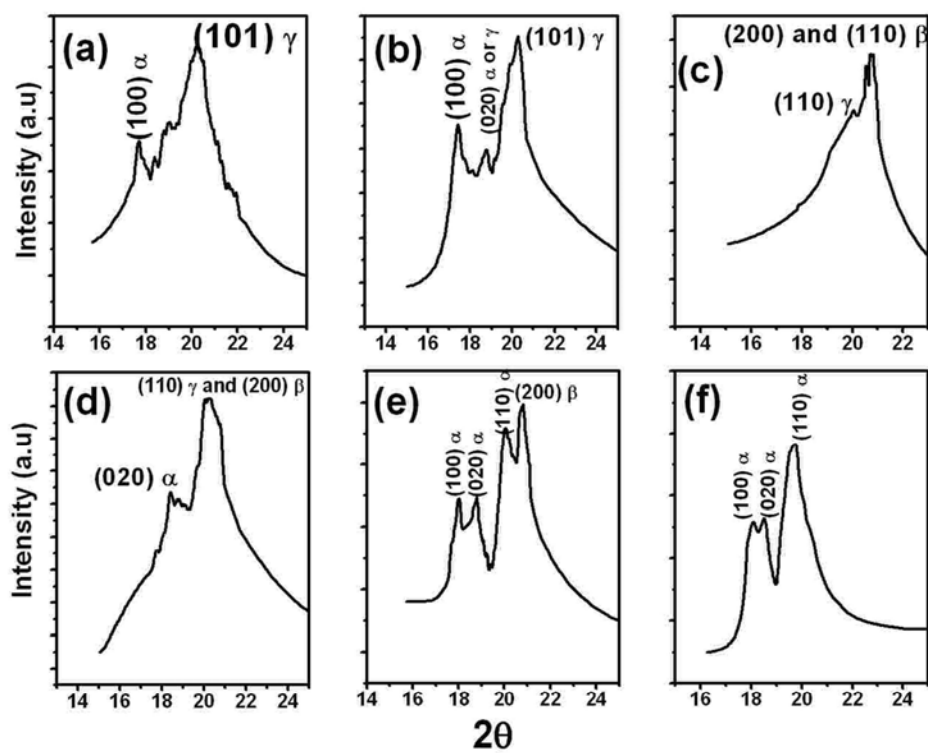 (a)
(101) γ
(100) α
Intensity (a.u)
16 18 20 22 24
(b)
(101) γ
(100) α
(020) α or γ
16 18 20 22 24
(c)
(200) and (110) β
(110) γ
14 16 18 20 22
(d)
(110) γ and (200) β
(020) α
Intensity (a.u)
14 16 18 20 22 24
(e)
(100) α
(020) α
(110) α
(200) β
14 16 18 20 22 24
(f)
(100) α
(020) α
(110) α
16 18 20 22 24
2θ